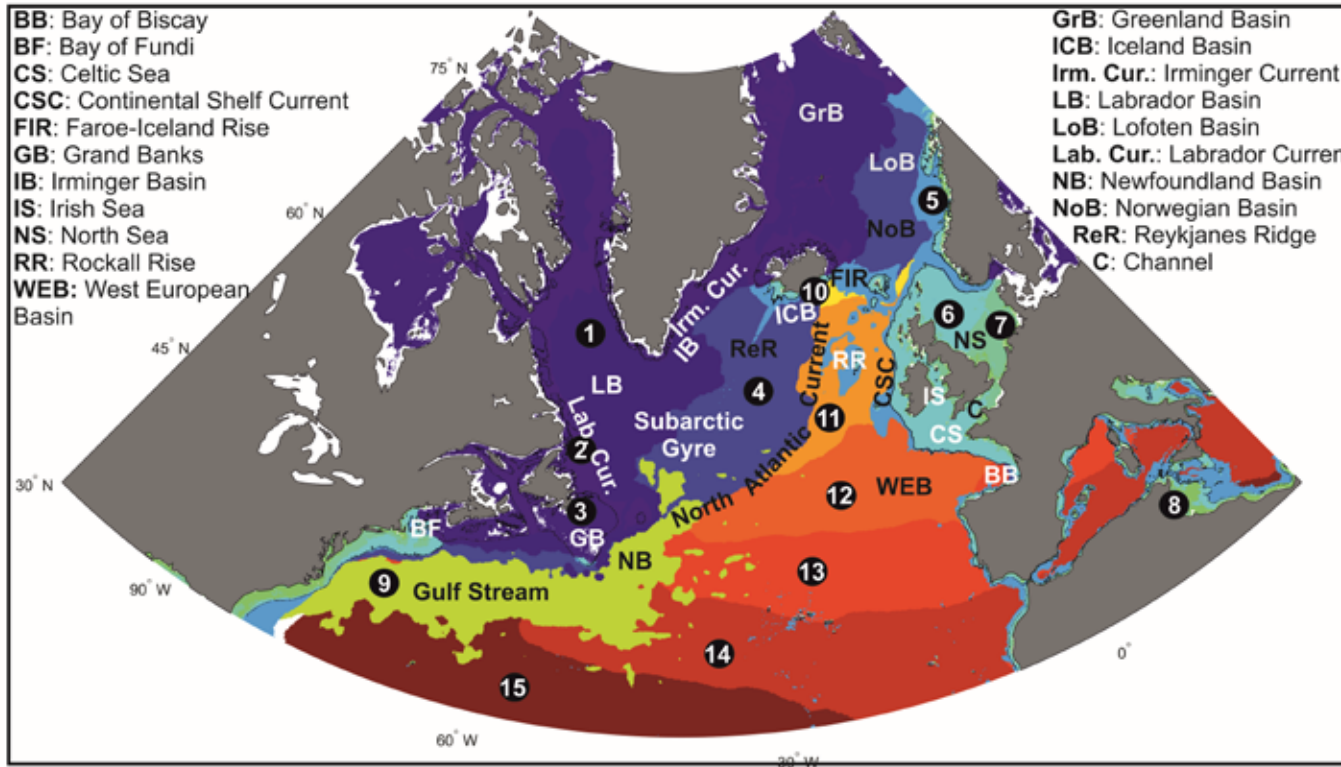 BB: Bay of Biscay
BF: Bay of Fundi
CS: Celtic Sea
CSC: Continental Shelf Current
FIR: Faroe-Iceland Rise
GB: Grand Banks
IB: Irminger Basin
IS: Irish Sea
NS: North Sea
RR: Rockall Rise
WEB: West European
Basin
GrB: Greenland Basin
ICB: Iceland Basin
Irm. Cur.: Irminger Current
LB: Labrador Basin
LoB: Lofoten Basin
Lab. Cur.: Labrador Current
NB: Newfoundland Basin
NoB: Norwegian Basin
ReR: Reykjanes Ridge
C: Channel
75° N
60° N
45° N
30° N
90° W
60° W
30° W
0°
GrB
LoB
5
NoB
Irm. Cur.
IB
10
FIR
ICB
6
7
NS
1
LB
ReR
4
Current
RR
CSC
IS
C
CS
11
Lab. Cur.
2
Subarctic
Gyre
3
GB
BF
North Atlantic
12
WEB
BB
8
NB
9
Gulf Stream
13
14
15